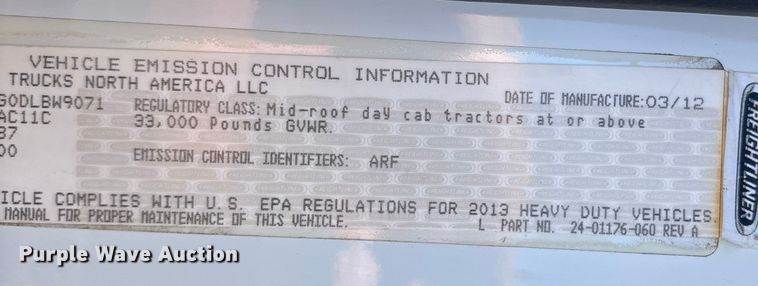 VEHICLE EMISSION CONTROL INFORMATION
TRUCKS NORTH AMERICA LLC
DATE OF MANUFACTURE:03/12
GODLBW9071
REGULATORY CLASS: Mid-roof day cab tractors at or above
AC11C
33,000 Pounds GVWR.
37
00
EMISSION CONTROL IDENTIFIERS: ARF
ICLE COMPLIES WITH U.S. EPA REGULATIONS FOR 2013 HEAVY DUTY VEHICLES.
MANUAL FOR PROPER MAINTENANCE OF THIS VEHICLE.
L PART NO. 24-01176-060 REV A
FREIGHTLINER
Purple Wave Auction